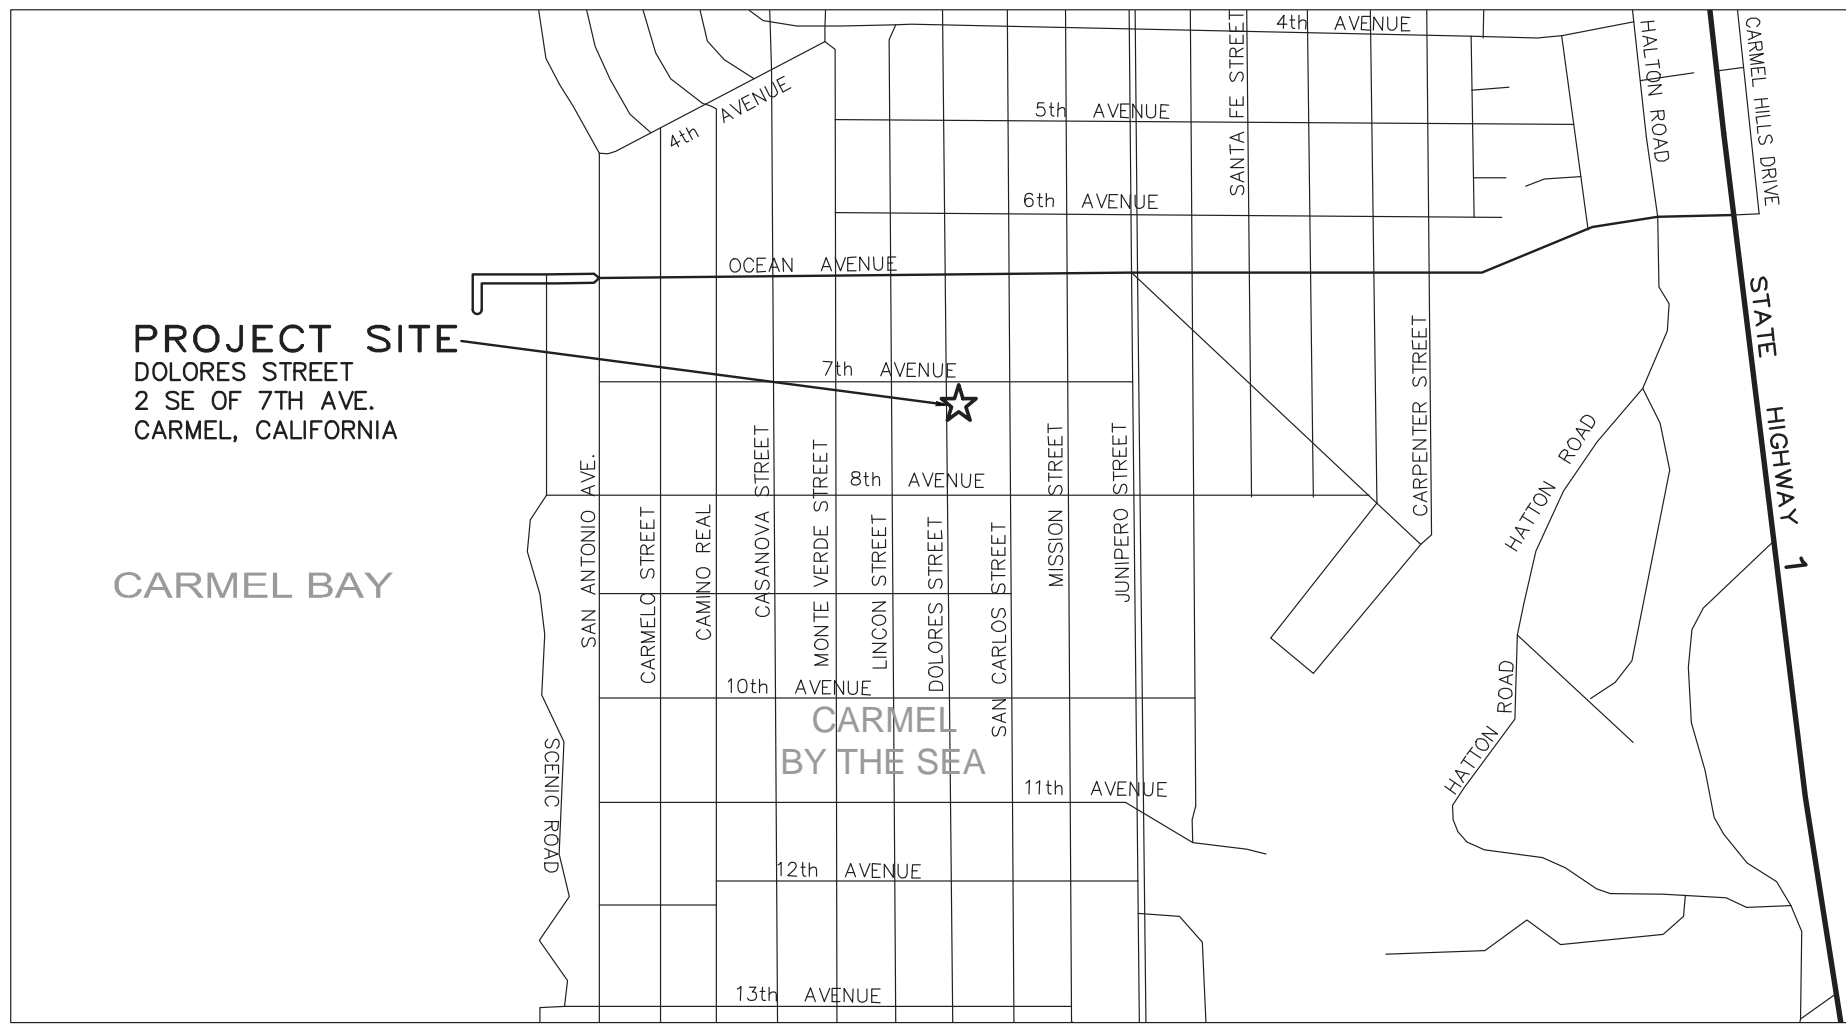 4th AVENUE
HALTON ROAD
CARMEL HILLS DRIVE
SANTA FE STREET
4th AVENUE
5th AVENUE
6th AVENUE
OCEAN AVENUE
STATE HIGHWAY 1
PROJECT SITE
DOLORES STREET
2 SE OF 7TH AVE.
CARMEL, CALIFORNIA
7th AVENUE
CARPENTER STREET
HATTON ROAD
8th AVENUE
SAN ANTONIO AVE.
CARMELO STREET
CAMINO REAL
CASANOVA STREET
MONTE VERDE STREET
LINCON STREET
DOLORES STREET
SAN CARLOS STREET
MISSION STREET
JUNIPERO STREET
CARMEL BAY
10th AVENUE
CARMEL
BY THE SEA
HATTON ROAD
SCENIC ROAD
11th AVENUE
12th AVENUE
13th AVENUE